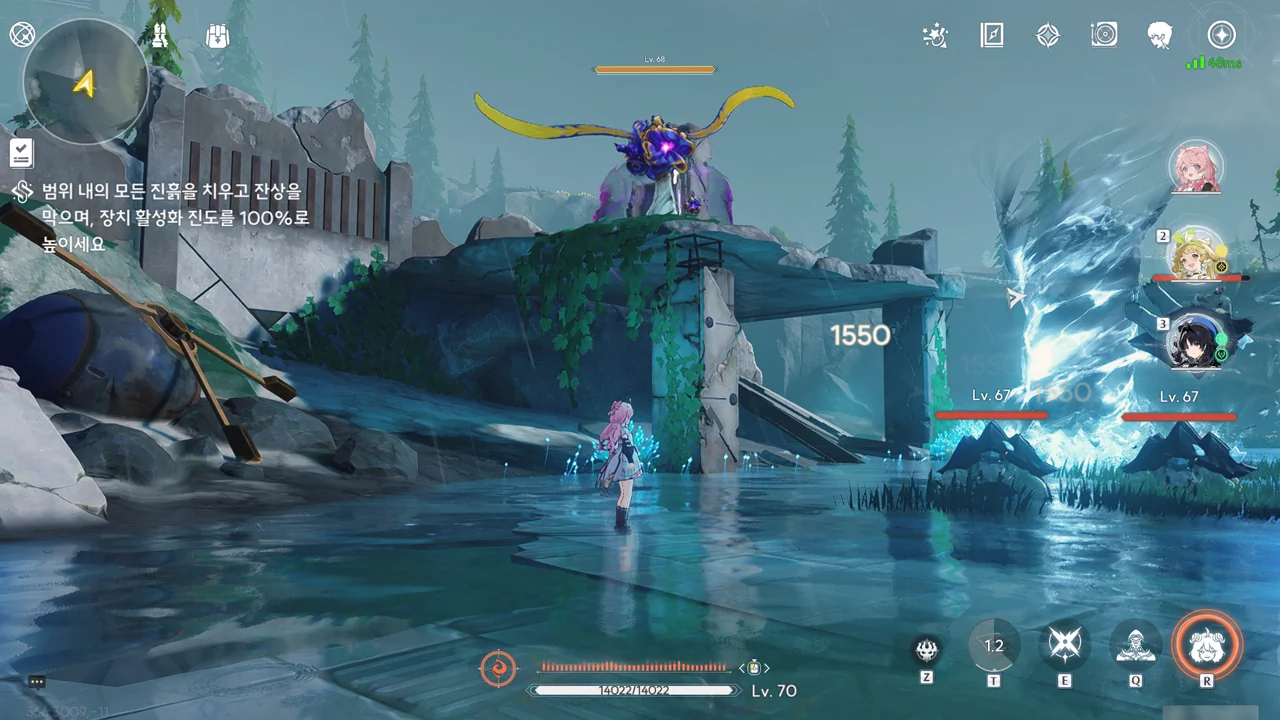 Lv. 68
48ms
범위 내의 모든 진흙을 치우고 잔상을
막으며, 장치 활성화 진도를 100%로
높이세요
2
3
1550
Lv. 67
Lv. 67
1.2
Z
T
E
Q
R
14022/14022
Lv. 70